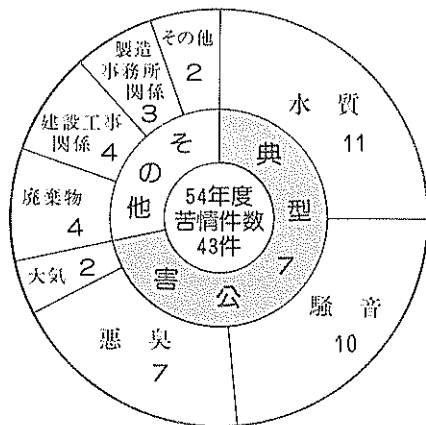 54年度
苦情件数
43件
典型7公害
その他
水質
11
騒音
10
悪臭
7
大気 2
廃棄物
4
建設工事
関係 4
製造
事務所
関係
3
その他
2